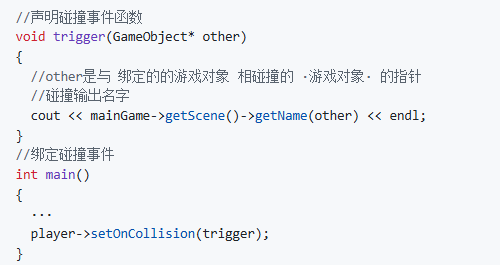 //声明碰撞事件函数
void trigger(GameObject* other)
{
//other是与 绑定的的游戏对象 相碰撞的 ·游戏对象· 的指针
//碰撞输出名字
cout << mainGame->getScene()->getName(other) << endl;
}
//绑定碰撞事件
int main()
{
...
player->setOnCollision(trigger);
}